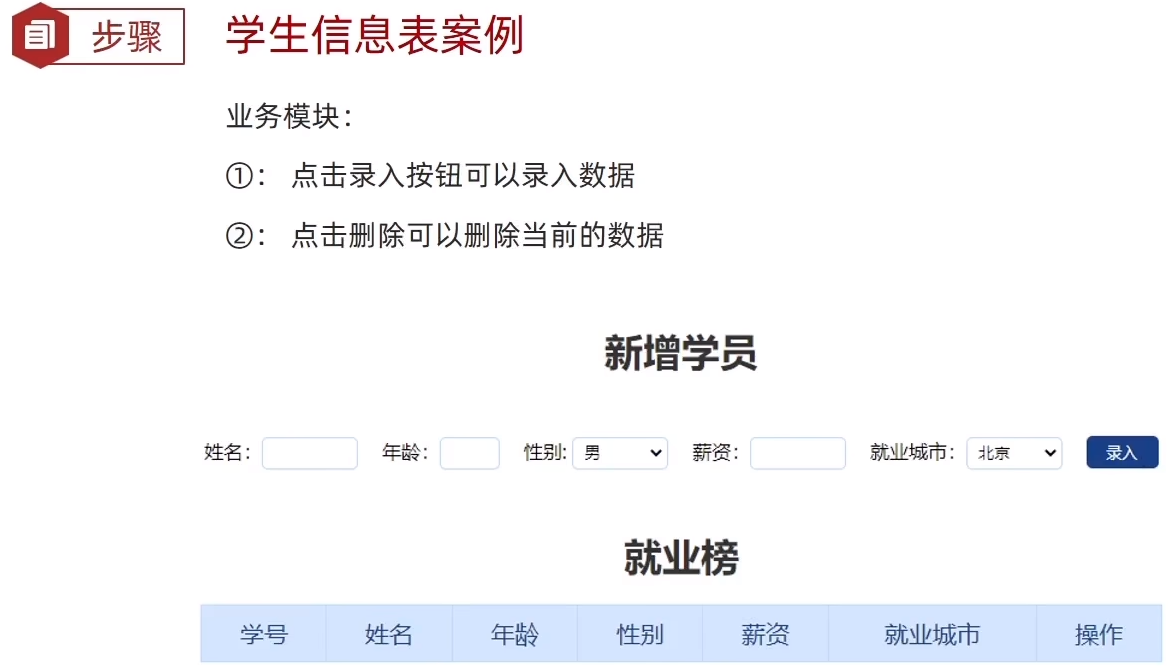 步骤 学生信息表案例
业务模块：
①： 点击录入按钮可以录入数据
②： 点击删除可以删除当前的数据
新增学员
姓名： 年龄： 性别: 男 薪资： 就业城市： 北京 录入
就业榜
学号 姓名 年龄 性别 薪资 就业城市 操作